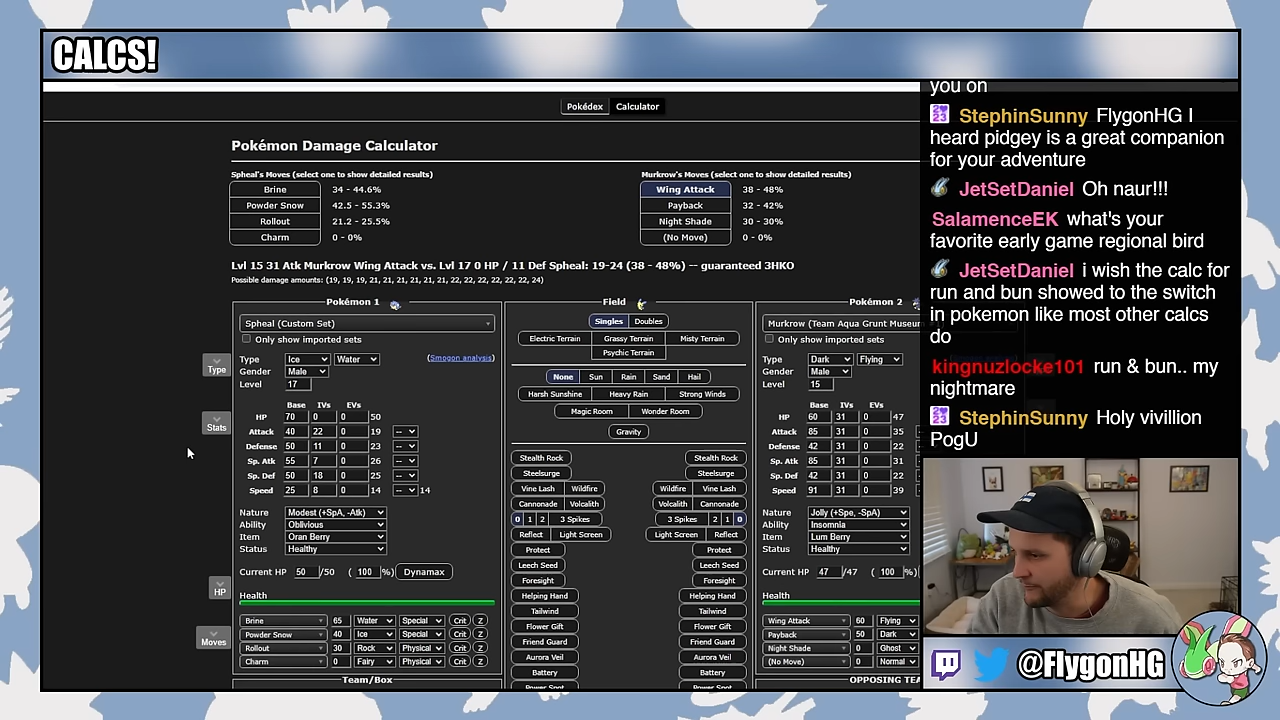 CALCS!
Pokédex Calculator
Pokémon Damage Calculator
Spheal's Moves (select one to show detailed results)
Brine 34 - 44.6%
Powder Snow 42.5 - 55.3%
Rollout 21.2 - 25.5%
Charm 0 - 0%
Murkrow's Moves (select one to show detailed results)
Wing Attack 38 - 48%
Payback 32 - 42%
Night Shade 30 - 30%
(No Move) 0 - 0%
Lvl 15 31 Atk Murkrow Wing Attack vs. Lvl 17 0 HP / 11 Def Spheal: 19-24 (38 - 48%) -- guaranteed 3HKO
Possible damage amounts: (19, 19, 19, 21, 21, 21, 21, 21, 21, 22, 22, 22, 22, 22, 22, 24)
Type
Stats
HP
Moves
Pokémon 1
Spheal (Custom Set)
Only show imported sets
Type Ice Water (Smogon analysis)
Gender Male
Level 17
Base IVs EVs
HP 70 0 0 50
Attack 40 22 0 19 --
Defense 50 11 0 23 --
Sp. Atk 55 7 0 26 --
Sp. Def 50 18 0 25 --
Speed 25 8 0 14 -- 14
Nature Modest (+SpA, -Atk)
Ability Oblivious
Item Oran Berry
Status Healthy
Current HP 50 /50 ( 100 %) Dynamax
Health
Brine 65 Water Special Crit Z
Powder Snow 40 Ice Special Crit Z
Rollout 30 Rock Physical Crit Z
Charm 0 Fairy Physical Crit Z
Team/Box
Field
Singles Doubles
Electric Terrain Grassy Terrain Misty Terrain
Psychic Terrain
None Sun Rain Sand Hail
Harsh Sunshine Heavy Rain Strong Winds
Magic Room Wonder Room
Gravity
Stealth Rock Stealth Rock
Steelsurge Steelsurge
Vine Lash Wildfire Wildfire Vine Lash
Cannonade Volcalith Volcalith Cannonade
0 1 2 3 Spikes 3 Spikes 2 1 0
Reflect Light Screen Light Screen Reflect
Protect Protect
Leech Seed Leech Seed
Foresight Foresight
Helping Hand Helping Hand
Tailwind Tailwind
Flower Gift Flower Gift
Friend Guard Friend Guard
Aurora Veil Aurora Veil
Battery Battery
Power Spot Power Spot
Pokémon 2
Murkrow (Team Aqua Grunt Museum
Only show imported sets
Type Dark Flying
Gender Male
Level 15
Base IVs EVs
HP 60 31 0 47
Attack 85 31 0 35
Defense 42 31 0 22
Sp. Atk 85 31 0 31
Sp. Def 42 31 0 22
Speed 91 31 0 39
Nature Jolly (+Spe, -SpA)
Ability Insomnia
Item Lum Berry
Status Healthy
Current HP 47 /47 ( 100 %)
Health
Wing Attack 60 Flying
Payback 50 Dark
Night Shade 0 Ghost
(No Move) 0 Normal
OPPOSING TEA
you on
StephinSunny FlygonHG I
heard pidgey is a great companion
for your adventure
JetSetDaniel Oh naur!!!
SalamenceEK what's your
favorite early game regional bird
JetSetDaniel i wish the calc for
run and bun showed to the switch
in pokemon like most other calcs
do
kingnuzlocke101 run & bun.. my
nightmare
StephinSunny Holy vivillion
PogU
@FlygonHG